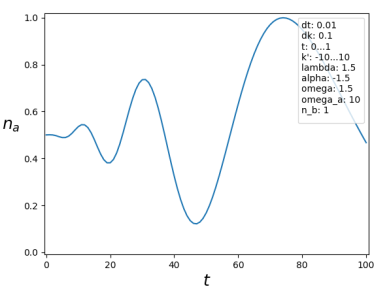 1.0
0.8
0.6
0.4
0.2
0.0
n_a
0
20
40
60
80
100
t
dt: 0.01
dk: 0.1
t: 0...1
k': -10...10
lambda: 1.5
alpha: -1.5
omega: 1.5
omega_a: 10
n_b: 1